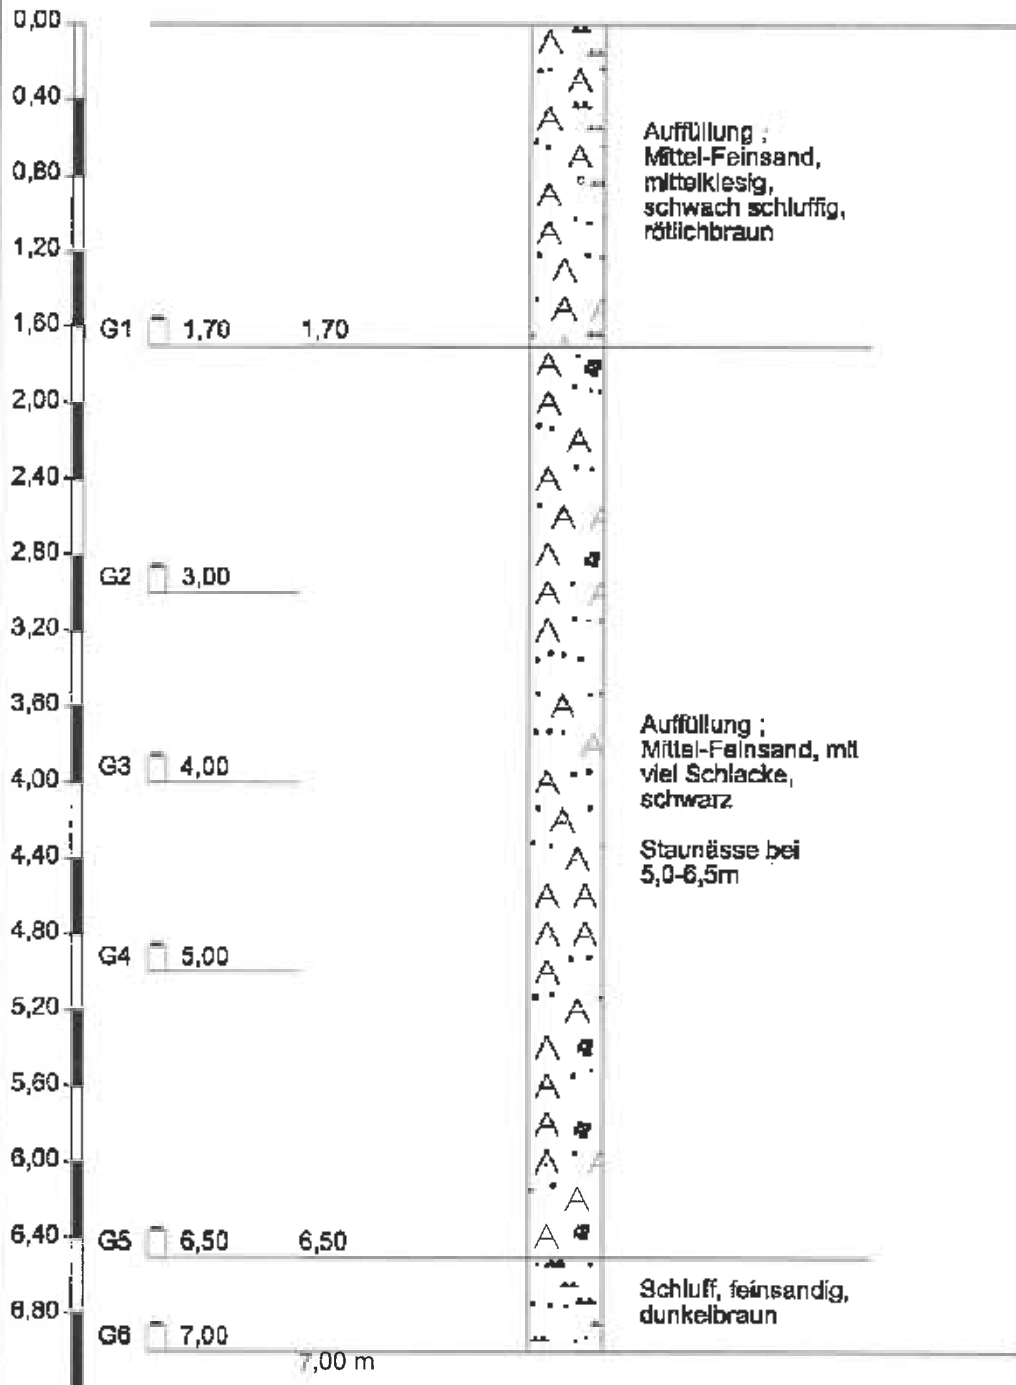 0,00
0,40
Auffüllung ;
Mittel-Feinsand,
mittelkiesig,
schwach schluffig,
rötlichbraun
0,80
1,20
1,60
G1 1,70 1,70
2,00
2,40
2,80
G2 3,00
3,20
3,60
Auffüllung ;
Mittel-Feinsand, mit
viel Schlacke,
schwarz
G3 4,00
4,00
Staunässe bei
5,0-6,5m
4,40
4,80
G4 5,00
5,20
5,60
6,00
6,40
G5 6,50 6,50
Schluff, feinsandig,
dunkelbraun
6,80
G6 7,00
7,00 m